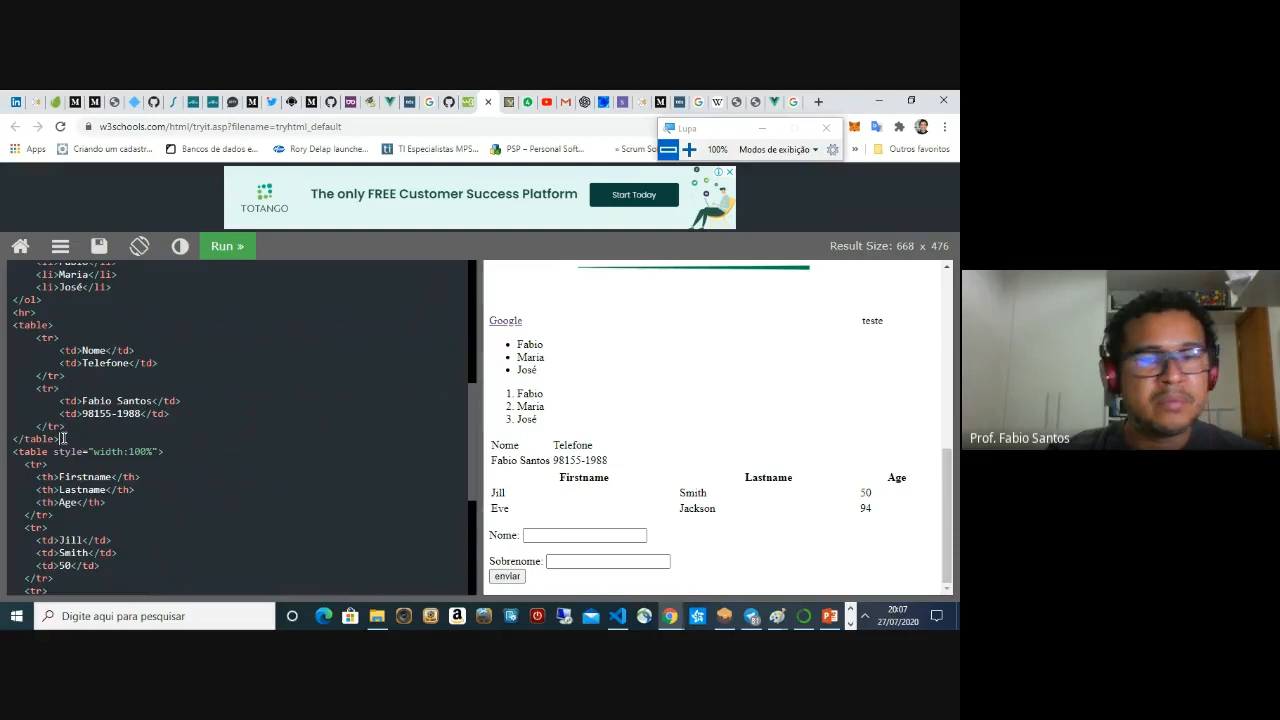 w3schools.com/html/tryit.asp?filename=tryhtml_default
Lupa
Apps
Criando um cadastr...
Bancos de dados e...
Rory Delap launche...
TI Especialistas MPS...
PSP – Personal Soft...
» Scrum So
100%
Modos de exibição
»
Outros favoritos
TOTANGO
The only FREE Customer Success Platform
Start Today
Run »
Result Size: 668 x 476
<li>Fabio</li>
<li>Maria</li>
<li>José</li>
</ol>
<hr>
<table>
<tr>
<td>Nome</td>
<td>Telefone</td>
</tr>
<tr>
<td>Fabio Santos</td>
<td>98155-1988</td>
</tr>
</table>
<table style="width:100%">
<tr>
<th>Firstname</th>
<th>Lastname</th>
<th>Age</th>
</tr>
<tr>
<td>Jill</td>
<td>Smith</td>
<td>50</td>
</tr>
<tr>
Google teste
• Fabio
• Maria
• José
1. Fabio
2. Maria
3. José
Nome Telefone
Fabio Santos 98155-1988
Firstname Lastname Age
Jill Smith 50
Eve Jackson 94
Nome:
Sobrenome:
enviar
Prof. Fabio Santos
Digite aqui para pesquisar
20:07
27/07/2020